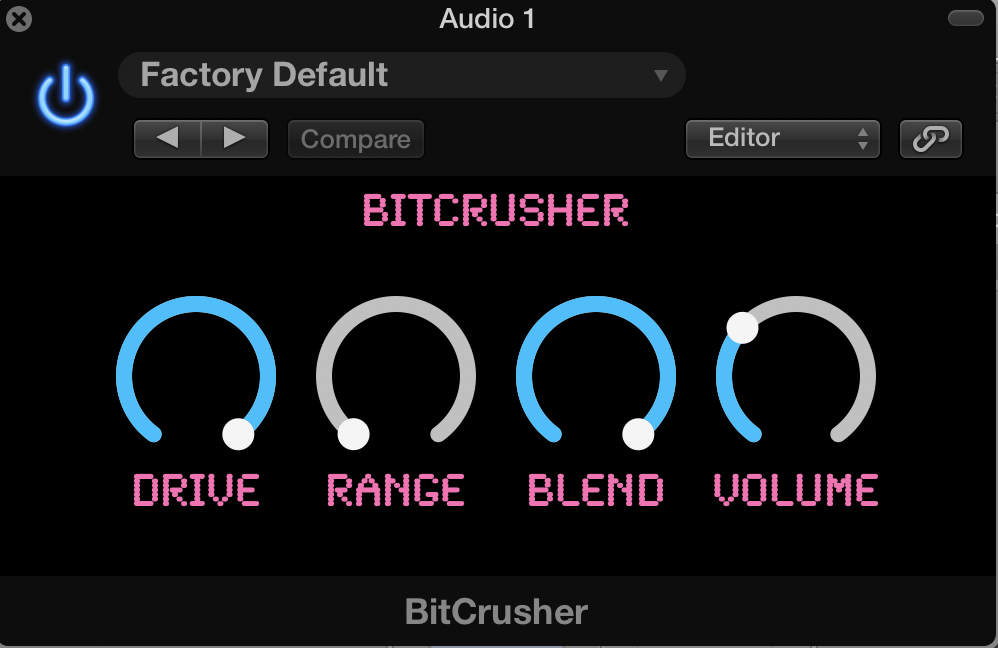 Audio 1
Factory Default
Compare
Editor
BITCRUSHER
DRIVE RANGE BLEND VOLUME
BitCrusher